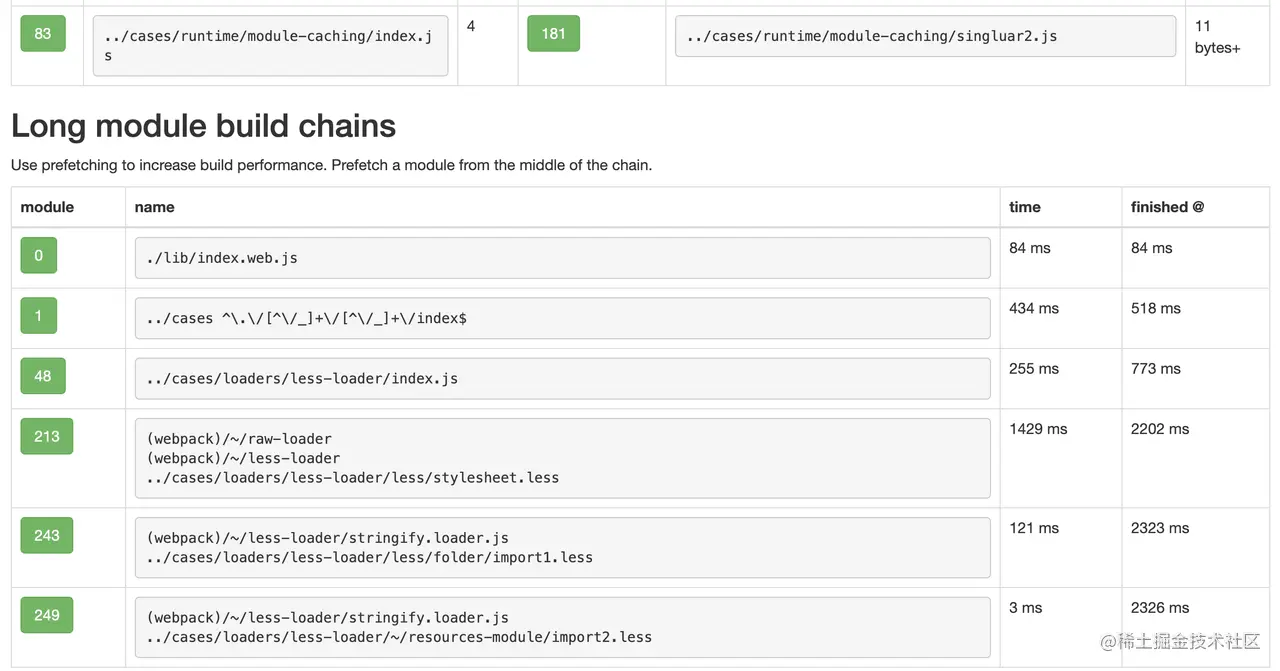 83
../cases/runtime/module-caching/index.j
s
4
181
../cases/runtime/module-caching/singluar2.js
11
bytes+
Long module build chains
Use prefetching to increase build performance. Prefetch a module from the middle of the chain.
module name time finished @
0 ./lib/index.web.js 84 ms 84 ms
1 ../cases ^\.\/[^\/_]+\/[^\/_]+\/index$ 434 ms 518 ms
48 ../cases/loaders/less-loader/index.js 255 ms 773 ms
213
(webpack)/~/raw-loader
(webpack)/~/less-loader
../cases/loaders/less-loader/less/stylesheet.less
1429 ms 2202 ms
243
(webpack)/~/less-loader/stringify.loader.js
../cases/loaders/less-loader/less/folder/import1.less
121 ms 2323 ms
249
(webpack)/~/less-loader/stringify.loader.js
../cases/loaders/less-loader/~/resources-module/import2.less
3 ms 2326 ms
@稀土掘金技术社区